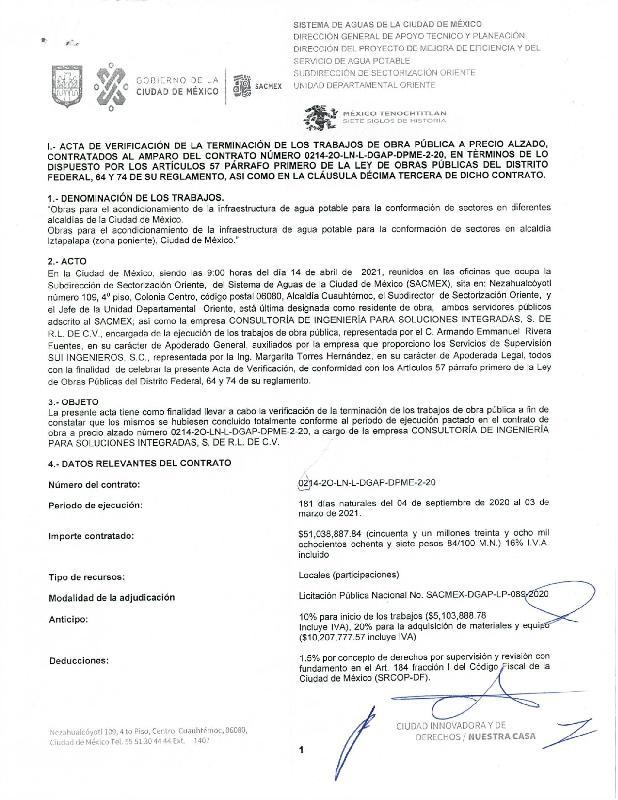 SISTEMA DE AGUAS DE LA CIUDAD DE MÉXICO
DIRECCIÓN GENERAL DE APOYO TECNICO Y PLANEACIÓN
DIRECCIÓN DEL PROYECTO DE MEJORA DE EFICIENCIA Y DEL
SERVICIO DE AGUA POTABLE
SUBDIRECCIÓN DE SECTORIZACIÓN ORIENTE
UNIDAD DEPARTAMENTAL ORIENTE
GOBIERNO DE LA
CIUDAD DE MÉXICO
SACMEX
MÉXICO TENOCHTITLAN
SIETE SIGLOS DE HISTORIA
I.- ACTA DE VERIFICACIÓN DE LA TERMINACIÓN DE LOS TRABAJOS DE OBRA PÚBLICA A PRECIO ALZADO,
CONTRATADOS AL AMPARO DEL CONTRATO NÚMERO 0214-2O-LN-L-DGAP-DPME-2-20, EN TÉRMINOS DE LO
DISPUESTO POR LOS ARTÍCULOS 57 PÁRRAFO PRIMERO DE LA LEY DE OBRAS PÚBLICAS DEL DISTRITO
FEDERAL, 64 Y 74 DE SU REGLAMENTO, ASI COMO EN LA CLÁUSULA DÉCIMA TERCERA DE DICHO CONTRATO.
1.- DENOMINACIÓN DE LOS TRABAJOS.
"Obras para el acondicionamiento de la infraestructura de agua potable para la conformación de sectores en diferentes
alcaldías de la Ciudad de México.
Obras para el acondicionamiento de la infraestructura de agua potable para la conformación de sectores en alcaldía
Iztapalapa (zona poniente), Ciudad de México."
2.- ACTO
En la Ciudad de México, siendo las 9:00 horas del día 14 de abril de 2021, reunidos en las oficinas que ocupa la
Subdirección de Sectorización Oriente, del Sistema de Aguas de la Ciudad de México (SACMEX), sita en: Nezahualcóyotl
número 109, 4º piso, Colonia Centro, código postal 06080, Alcaldía Cuauhtémoc, el Subdirector de Sectorización Oriente, y
el Jefe de la Unidad Departamental Oriente, está última designada como residente de obra, ambos servidores públicos
adscrito al SACMEX; así como la empresa CONSULTORÍA DE INGENIERÍA PARA SOLUCIONES INTEGRADAS, S. DE
R.L. DE C.V., encargada de la ejecución de los trabajos de obra pública, representada por el C. Armando Emmanuel Rivera
Fuentes, en su carácter de Apoderado General, auxiliados por la empresa que proporciono los Servicios de Supervisión
SUI INGENIEROS, S.C., representada por la Ing. Margarita Torres Hernández, en su carácter de Apoderada Legal, todos
con la finalidad de celebrar la presente Acta de Verificación, de conformidad con los Artículos 57 párrafo primero de la Ley
de Obras Públicas del Distrito Federal, 64 y 74 de su reglamento.
3.- OBJETO
La presente acta tiene como finalidad llevar a cabo la verificación de la terminación de los trabajos de obra pública a fin de
constatar que los mismos se hubiesen concluido totalmente conforme al periodo de ejecución pactado en el contrato de
obra a precio alzado número 0214-2O-LN-L-DGAP-DPME-2-20, a cargo de la empresa CONSULTORÍA DE INGENIERÍA
PARA SOLUCIONES INTEGRADAS, S. DE R.L. DE C.V.
4.- DATOS RELEVANTES DEL CONTRATO
Número del contrato: 0214-2O-LN-L-DGAP-DPME-2-20
Periodo de ejecución: 181 días naturales del 04 de septiembre de 2020 al 03 de
marzo de 2021.
Importe contratado: $51,038,887.84 (cincuenta y un millones treinta y ocho mil
ochocientos ochenta y siete pesos 84/100 M.N.) 16% I.V.A.
incluido
Tipo de recursos: Locales (participaciones)
Modalidad de la adjudicación Licitación Pública Nacional No. SACMEX-DGAP-LP-089-2020
Anticipo: 10% para inicio de los trabajos ($5,103,888.78
Incluye IVA), 20% para la adquisición de materiales y equipo
($10,207,777.57 incluye IVA)
Deducciones: 1.5% por concepto de derechos por supervisión y revisión con
fundamento en el Art. 184 fracción I del Código Fiscal de la
Ciudad de México (SRCOP-DF).
Nezahualcóyotl 109, 4 to Piso, Centro Cuauhtémoc, 06080,
Ciudad de México Tel. 55 51 30 44 44 Ext. 1407
CIUDAD INNOVADORA Y DE
DERECHOS / NUESTRA CASA
1